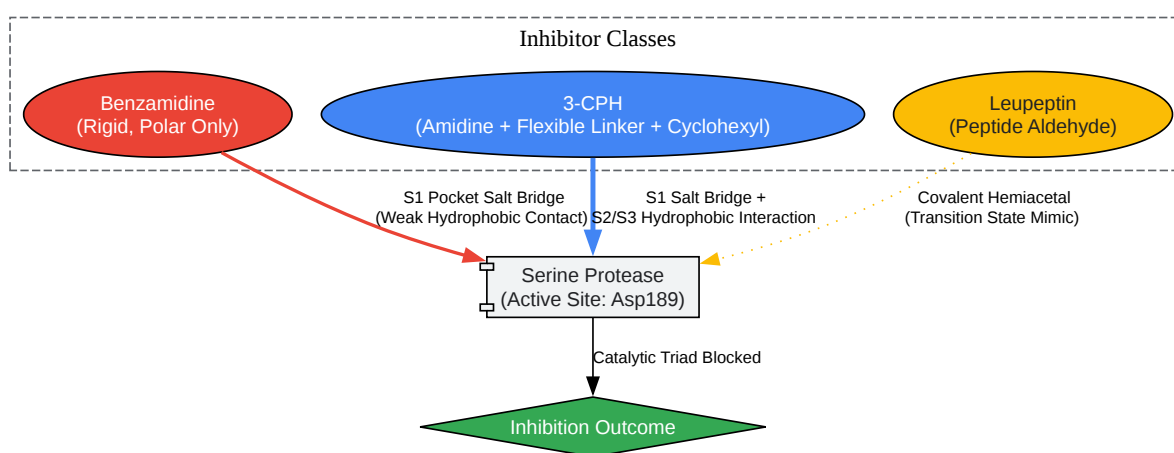 Inhibitor Classes
Benzamidine
(Rigid, Polar Only)
3-CPH
(Amidine + Flexible Linker + Cyclohexyl)
Leupeptin
(Peptide Aldehyde)
S1 Pocket Salt Bridge
(Weak Hydrophobic Contact)
S1 Salt Bridge +
S2/S3 Hydrophobic Interaction
Covalent Hemiacetal
(Transition State Mimic)
Serine Protease
(Active Site: Asp189)
Catalytic Triad Blocked
Inhibition Outcome